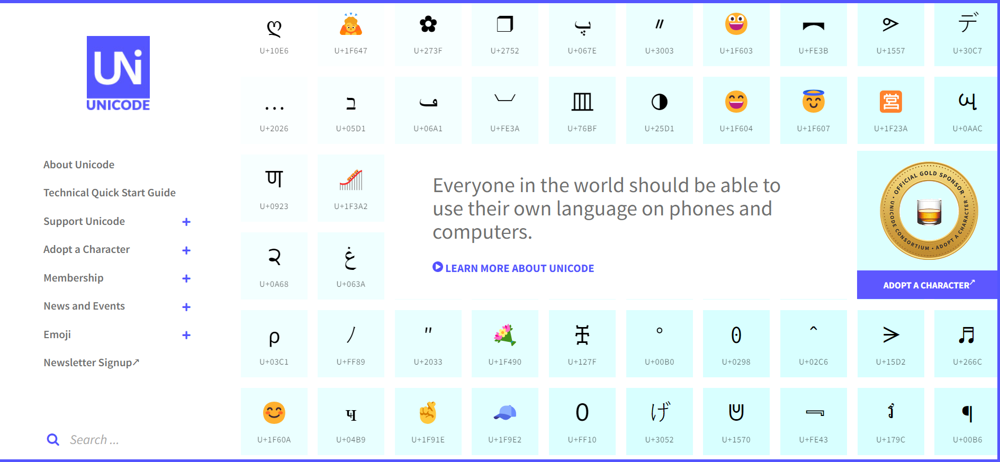 UNi
UNICODE
About Unicode
Technical Quick Start Guide
Support Unicode +
Adopt a Character +
Membership +
News and Events +
Emoji +
Newsletter Signup↗
Search ...
ღ 🙇 ✿ ❒ پ 〃 😃 ︻ ᕗ デ
U+10E6 U+1F647 U+273F U+2752 U+067E U+3003 U+1F603 U+FE3B U+1557 U+30C7
… ב ڡ ︺ 皿 ◑ 😄 😇 🈺 બ
U+2026 U+05D1 U+06A1 U+FE3A U+76BF U+25D1 U+1F604 U+1F607 U+1F23A U+0AAC
ण 🎢
U+0923 U+1F3A2
੨ غ
U+0A68 U+063A
Everyone in the world should be able to
use their own language on phones and
computers.
LEARN MORE ABOUT UNICODE
• OFFICIAL GOLD SPONSOR •
UNICODE CONSORTIUM • ADOPT A CHARACTER
ADOPT A CHARACTER↗
ρ ノ ″ 💐 ቿ ° ʘ ˆ ᗒ ♬
U+03C1 U+FF89 U+2033 U+1F490 U+127F U+00B0 U+0298 U+02C6 U+15D2 U+266C
😊 ҹ 🤞 🧢 0 げ ᕰ ﹃ វ ¶
U+1F60A U+04B9 U+1F91E U+1F9E2 U+FF10 U+3052 U+1570 U+FE43 U+179C U+00B6